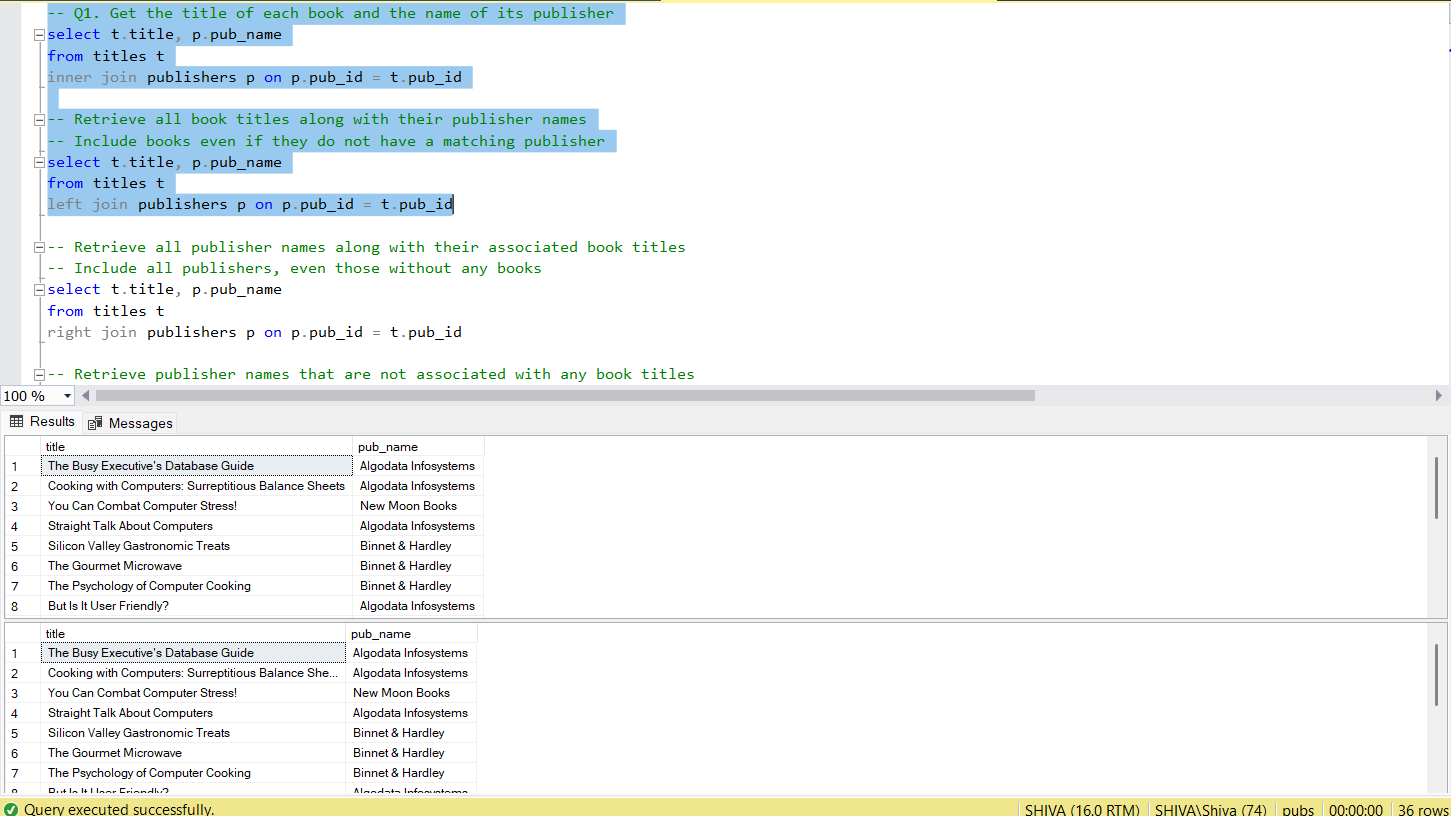 -- Q1. Get the title of each book and the name of its publisher
select t.title, p.pub_name
from titles t
inner join publishers p on p.pub_id = t.pub_id
-- Retrieve all book titles along with their publisher names
-- Include books even if they do not have a matching publisher
select t.title, p.pub_name
from titles t
left join publishers p on p.pub_id = t.pub_id
-- Retrieve all publisher names along with their associated book titles
-- Include all publishers, even those without any books
select t.title, p.pub_name
from titles t
right join publishers p on p.pub_id = t.pub_id
-- Retrieve publisher names that are not associated with any book titles
100 %
Results Messages
title pub_name
1 The Busy Executive's Database Guide Algodata Infosystems
2 Cooking with Computers: Surreptitious Balance Sheets Algodata Infosystems
3 You Can Combat Computer Stress! New Moon Books
4 Straight Talk About Computers Algodata Infosystems
5 Silicon Valley Gastronomic Treats Binnet & Hardley
6 The Gourmet Microwave Binnet & Hardley
7 The Psychology of Computer Cooking Binnet & Hardley
8 But Is It User Friendly? Algodata Infosystems
title pub_name
1 The Busy Executive's Database Guide Algodata Infosystems
2 Cooking with Computers: Surreptitious Balance She... Algodata Infosystems
3 You Can Combat Computer Stress! New Moon Books
4 Straight Talk About Computers Algodata Infosystems
5 Silicon Valley Gastronomic Treats Binnet & Hardley
6 The Gourmet Microwave Binnet & Hardley
7 The Psychology of Computer Cooking Binnet & Hardley
8 But Is It User Friendly? Algodata Infosystems
Query executed successfully. SHIVA (16.0 RTM) SHIVA\Shiva (74) pubs 00:00:00 36 rows